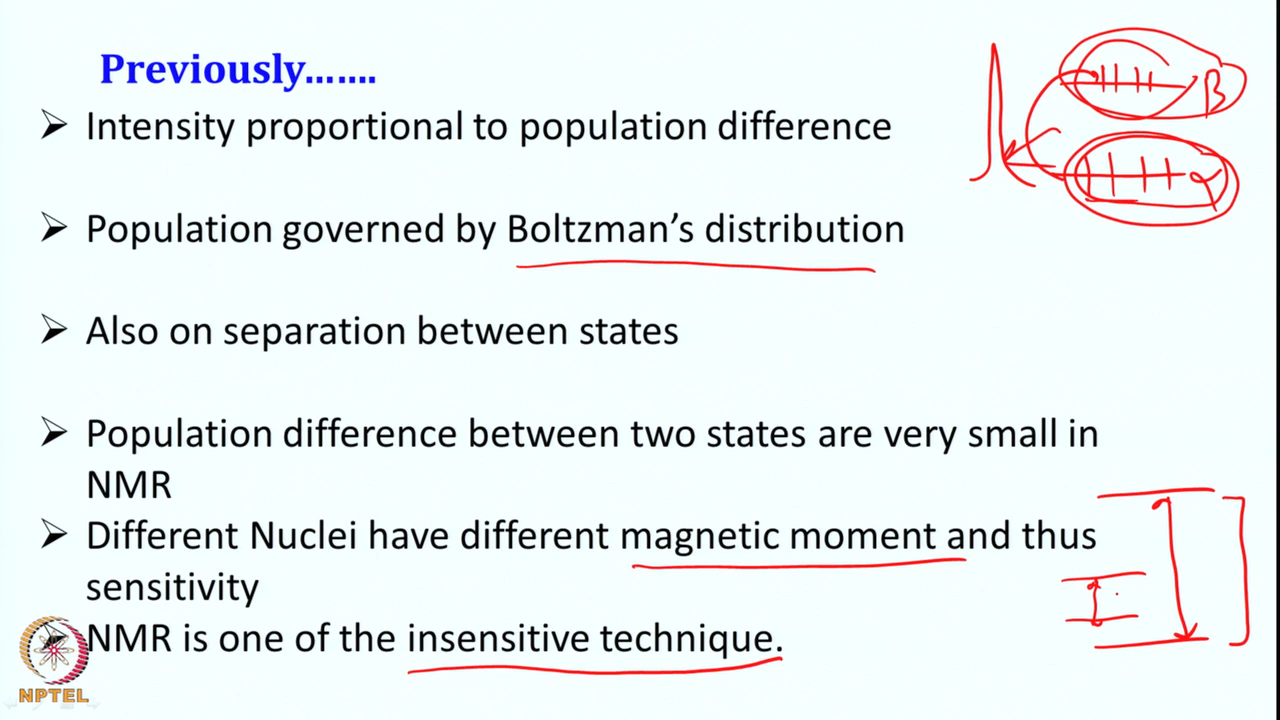 Previously…….
➢ Intensity proportional to population difference
β
α
➢ Population governed by Boltzman’s distribution
➢ Also on separation between states
➢ Population difference between two states are very small in
NMR
➢ Different Nuclei have different magnetic moment and thus
sensitivity
NMR is one of the insensitive technique.
NPTEL